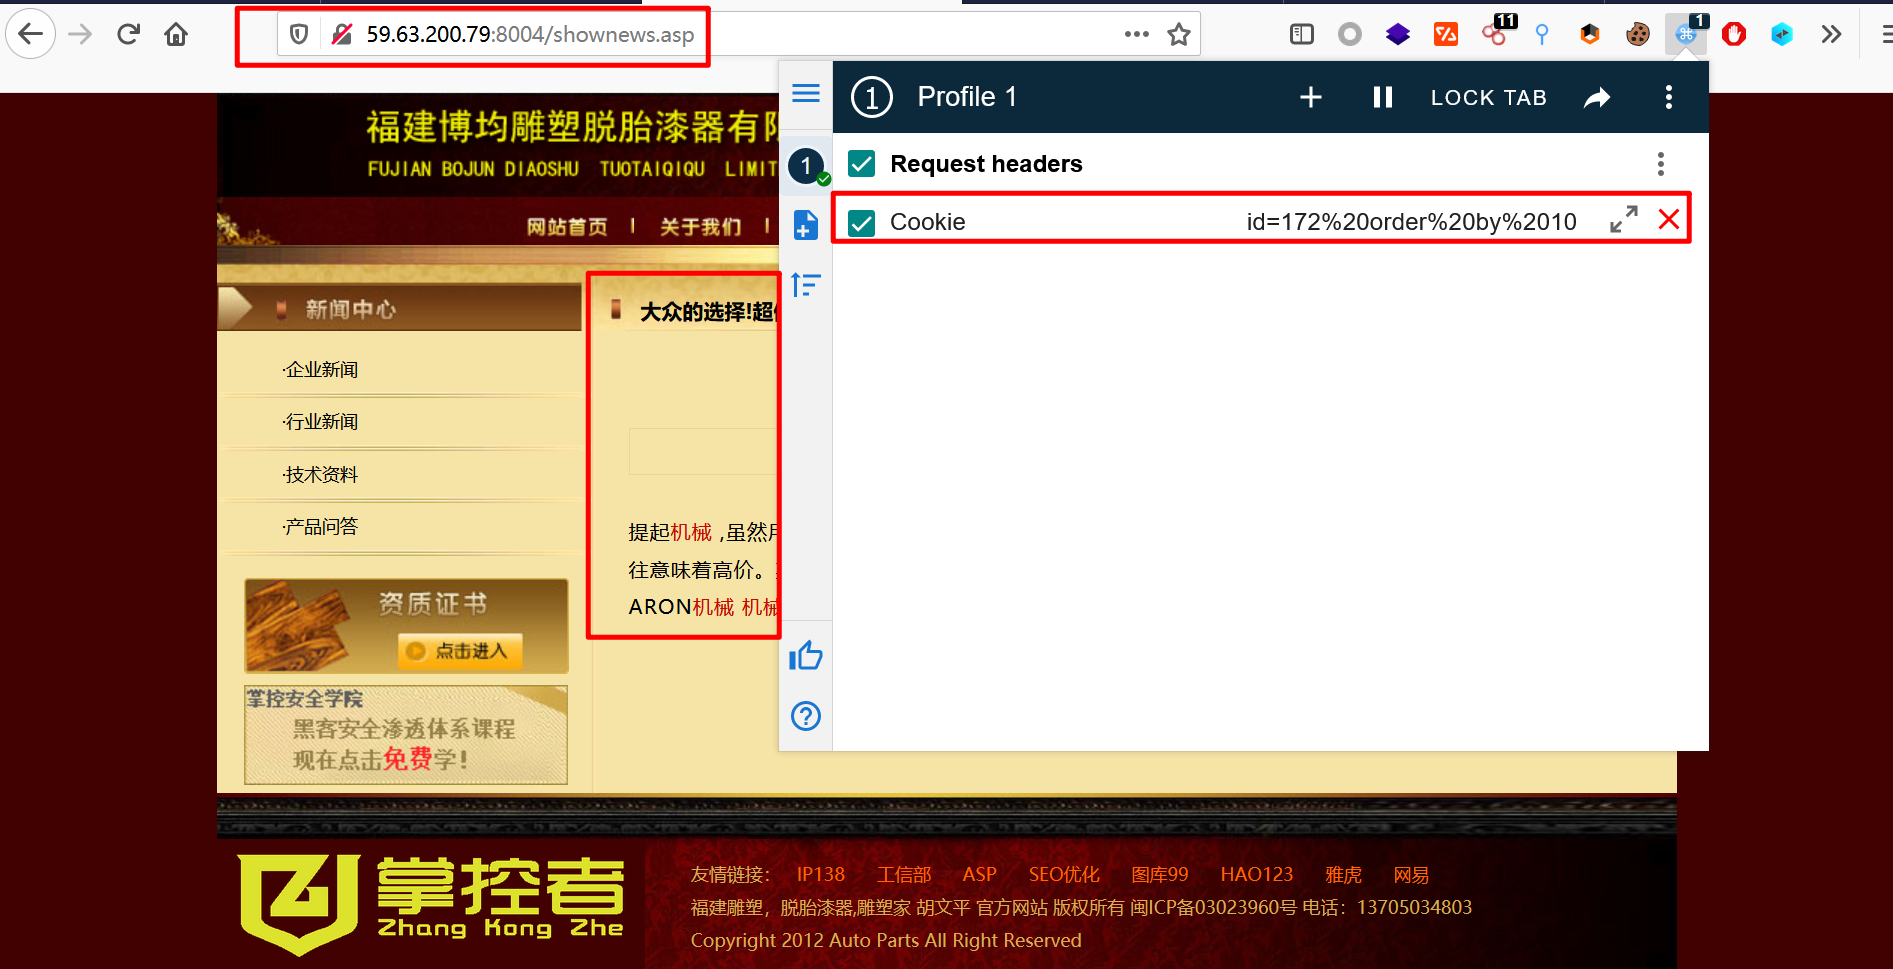 59.63.200.79:8004/shownews.asp
11
1
1 Profile 1 LOCK TAB
1
Request headers
Cookie id=172%20order%20by%2010
福建博均雕塑脱胎漆器有
FUJIAN BOJUN DIAOSHU TUOTAIQIQU LIMIT
网站首页 | 关于我们 |
新闻中心
大众的选择!超
·企业新闻
·行业新闻
·技术资料
·产品问答
提起机械 ,虽然
往意味着高价。
ARON机械 机械
资质证书
点击进入
掌控安全学院
黑客安全渗透体系课程
现在点击免费学!
掌控者
Zhang Kong Zhe
友情链接： IP138 工信部 ASP SEO优化 图库99 HAO123 雅虎 网易
福建雕塑，脱胎漆器,雕塑家 胡文平 官方网站 版权所有 闽ICP备03023960号 电话：13705034803
Copyright 2012 Auto Parts All Right Reserved